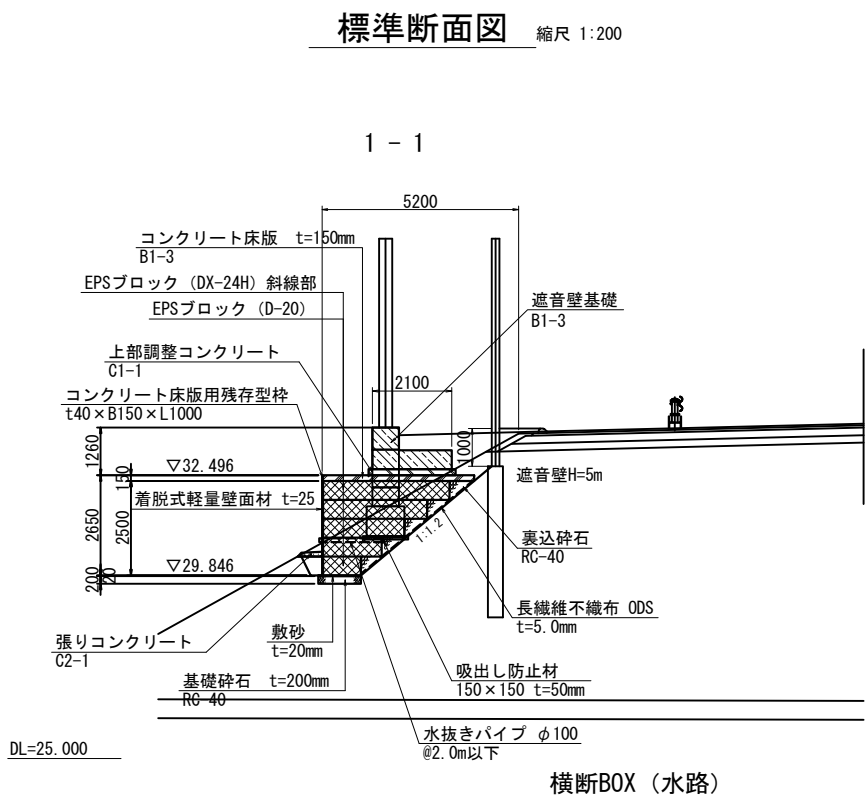 標準断面図 縮尺 1:200
1 - 1
5200
コンクリート床版 t=150mm
B1-3
EPSブロック (DX-24H) 斜線部
EPSブロック (D-20)
遮音壁基礎
B1-3
上部調整コンクリート
C1-1
2100
コンクリート床版用残存型枠
t40×B150×L1000
1260
1000
▽32.496
150
遮音壁H=5m
着脱式軽量壁面材 t=25
2650
2500
1:1.2
裏込砕石
RC-40
▽29.846
200
20
長繊維不織布 ODS
t=5.0mm
張りコンクリート
C2-1
敷砂
t=20mm
吸出し防止材
150×150 t=50mm
基礎砕石 t=200mm
RC-40
水抜きパイプ φ100
@2.0m以下
DL=25.000
横断BOX (水路)